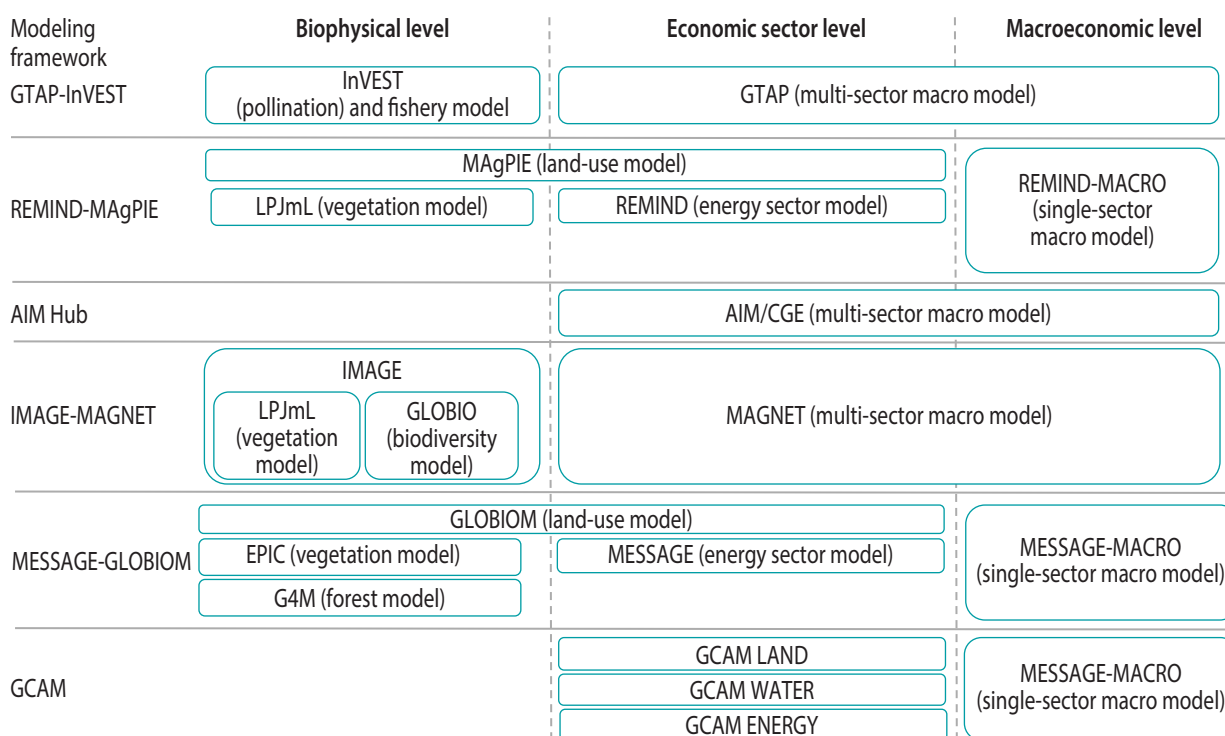 Modeling
framework
Biophysical level
Economic sector level
Macroeconomic level
GTAP-InVEST
InVEST
(pollination) and fishery model
GTAP (multi-sector macro model)
REMIND-MAgPIE
MAgPIE (land-use model)
LPJmL (vegetation model)
REMIND (energy sector model)
REMIND-MACRO
(single-sector
macro model)
AIM Hub
AIM/CGE (multi-sector macro model)
IMAGE-MAGNET
IMAGE
LPJmL
(vegetation
model)
GLOBIO
(biodiversity
model)
MAGNET (multi-sector macro model)
MESSAGE-GLOBIOM
GLOBIOM (land-use model)
EPIC (vegetation model)
G4M (forest model)
MESSAGE (energy sector model)
MESSAGE-MACRO
(single-sector macro model)
GCAM
GCAM LAND
GCAM WATER
GCAM ENERGY
MESSAGE-MACRO
(single-sector macro model)